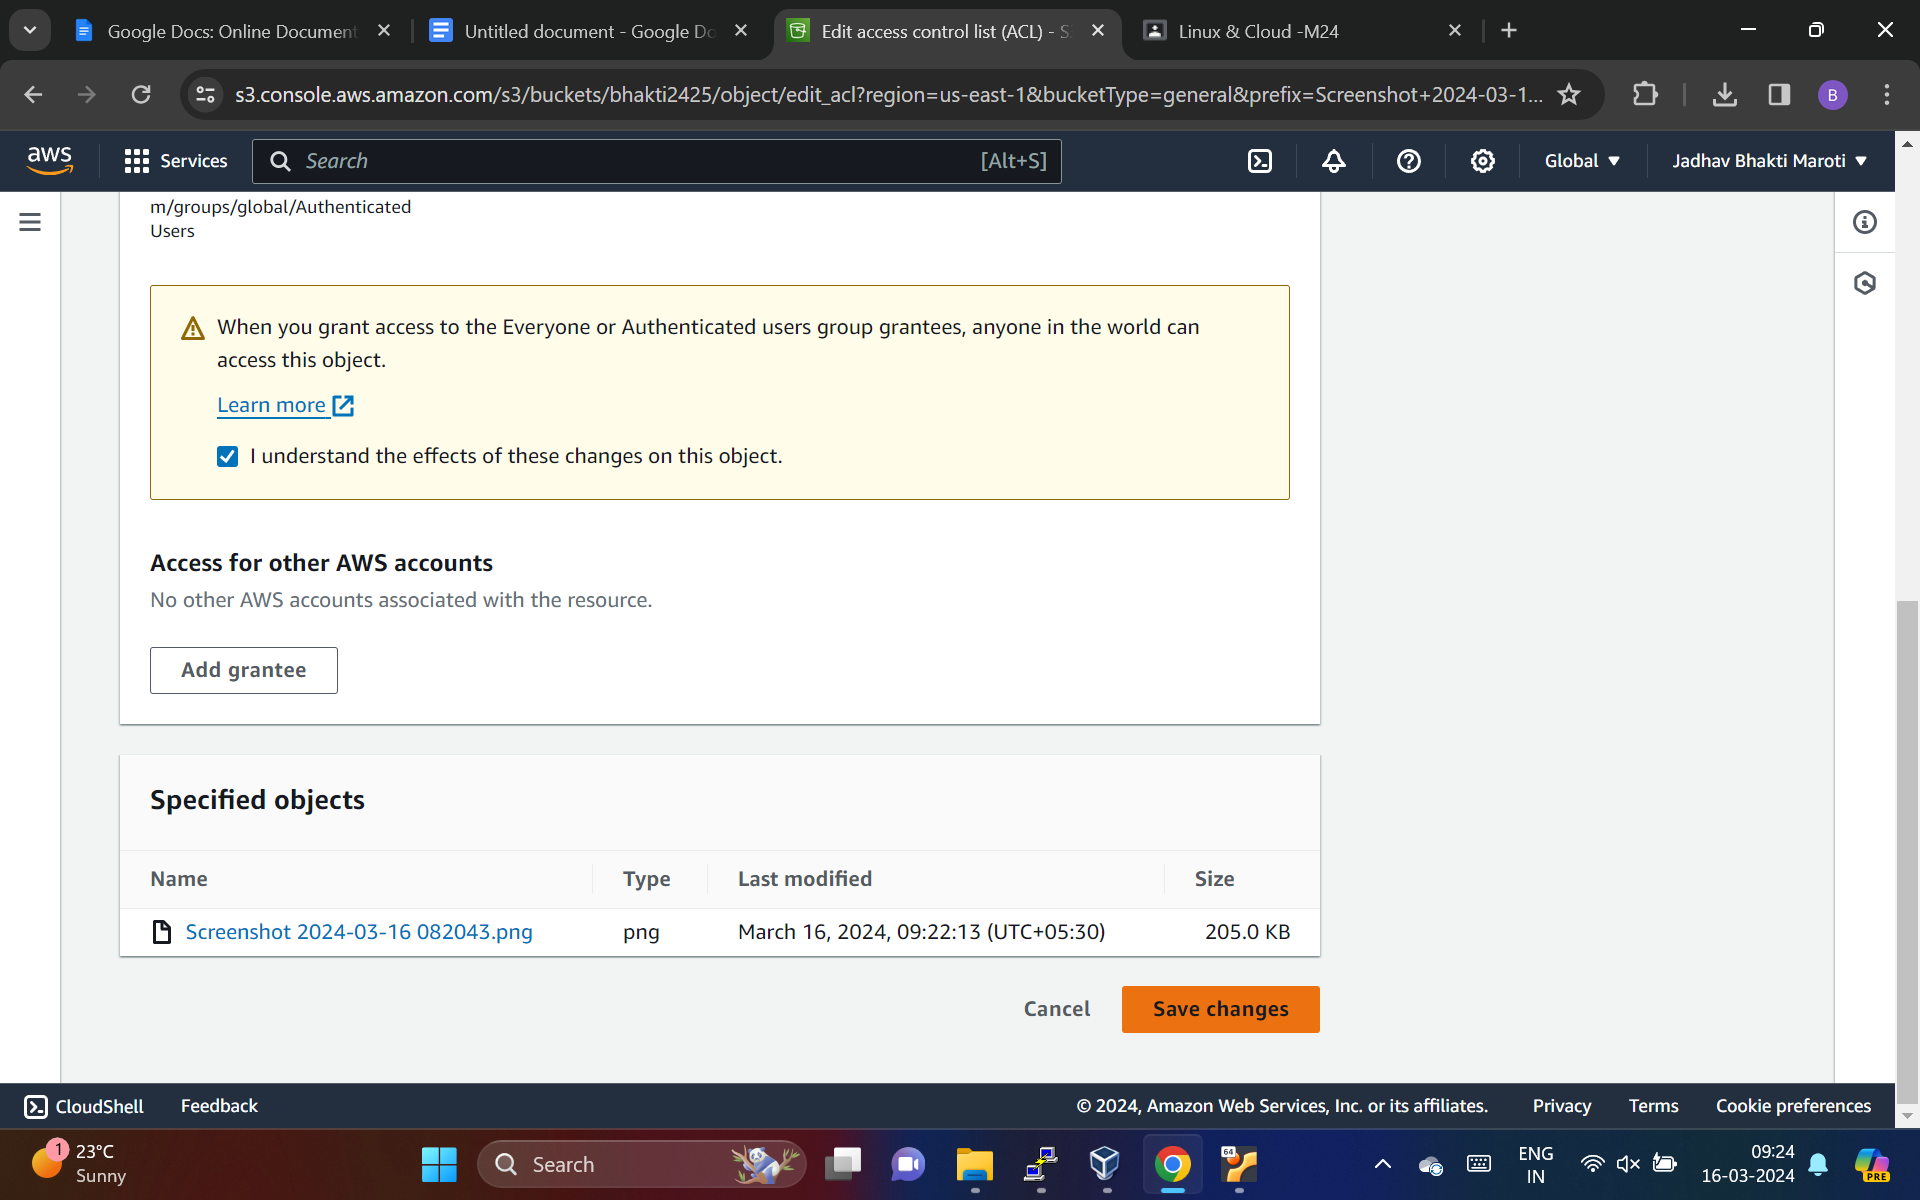 Google Docs: Online Document
Untitled document - Google Do
Edit access control list (ACL) - S
Linux & Cloud -M24
s3.console.aws.amazon.com/s3/buckets/bhakti2425/object/edit_acl?region=us-east-1&bucketType=general&prefix=Screenshot+2024-03-1...
B
aws
Services
Search
[Alt+S]
Global
Jadhav Bhakti Maroti
m/groups/global/Authenticated
Users
When you grant access to the Everyone or Authenticated users group grantees, anyone in the world can
access this object.
Learn more
I understand the effects of these changes on this object.
Access for other AWS accounts
No other AWS accounts associated with the resource.
Add grantee
Specified objects
Name Type Last modified Size
Screenshot 2024-03-16 082043.png png March 16, 2024, 09:22:13 (UTC+05:30) 205.0 KB
Cancel
Save changes
CloudShell
Feedback
© 2024, Amazon Web Services, Inc. or its affiliates.
Privacy
Terms
Cookie preferences
1
23°C
Sunny
Search
64
ENG
IN
09:24
16-03-2024
PRE